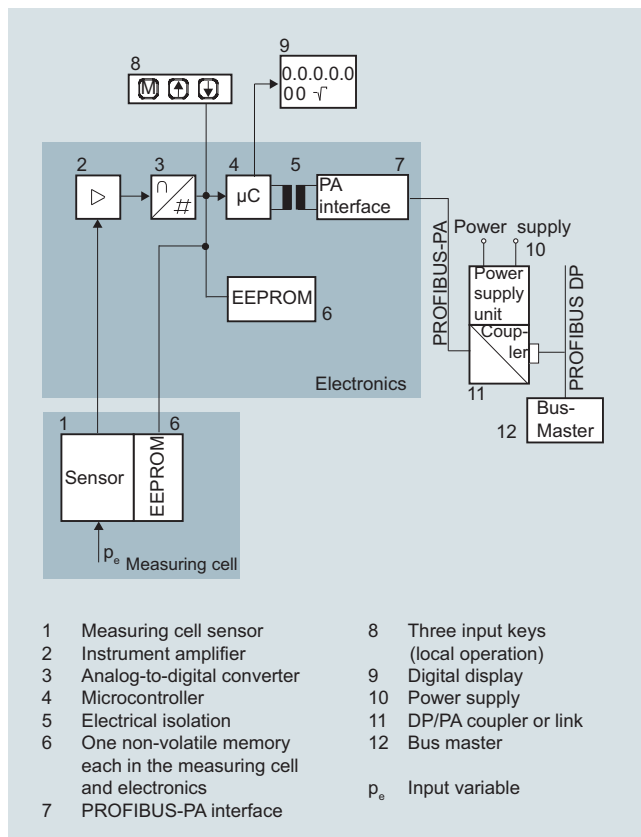 9
8
0.0.0.0.0
M
00 √
2
3
4
5
7
▷
∩
#
µC
PA
interface
Power supply
10
PROFIBUS-PA
Power
supply
unit
PROFIBUS DP
EEPROM
6
Coup-
ler
Electronics
11
Bus-
Master
12
1
6
Sensor
EEPROM
pe Measuring cell
1 Measuring cell sensor
2 Instrument amplifier
3 Analog-to-digital converter
4 Microcontroller
5 Electrical isolation
6 One non-volatile memory
each in the measuring cell
and electronics
7 PROFIBUS-PA interface
8 Three input keys
(local operation)
9 Digital display
10 Power supply
11 DP/PA coupler or link
12 Bus master
pe Input variable